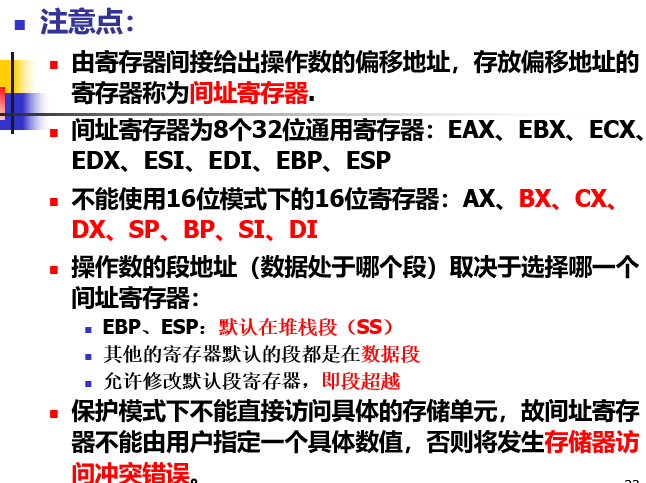 注意点：
由寄存器间接给出操作数的偏移地址，存放偏移地址的
寄存器称为间址寄存器.
间址寄存器为8个32位通用寄存器：EAX、EBX、ECX、
EDX、ESI、EDI、EBP、ESP
不能使用16位模式下的16位寄存器：AX、BX、CX、
DX、SP、BP、SI、DI
操作数的段地址（数据处于哪个段）取决于选择哪一个
间址寄存器：
EBP、ESP：默认在堆栈段（SS）
其他的寄存器默认的段都是在数据段
允许修改默认段寄存器，即段超越
保护模式下不能直接访问具体的存储单元，故间址寄存
器不能由用户指定一个具体数值，否则将发生存储器访
问冲突错误。